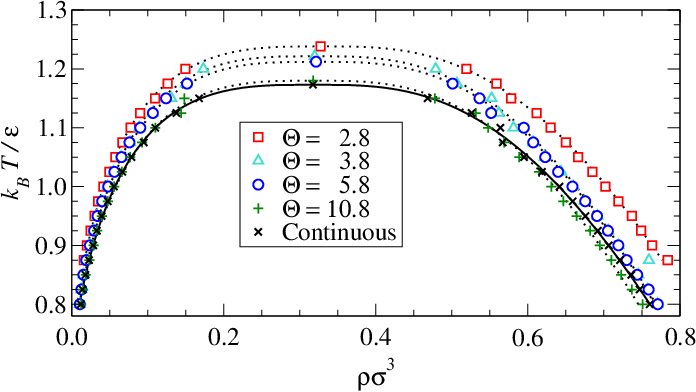 1.3
1.2
1.1
1.0
0.9
0.8
k_B T / ε
Θ = 2.8
Θ = 3.8
Θ = 5.8
Θ = 10.8
Continuous
0.0 0.2 0.4 0.6 0.8
ρσ³